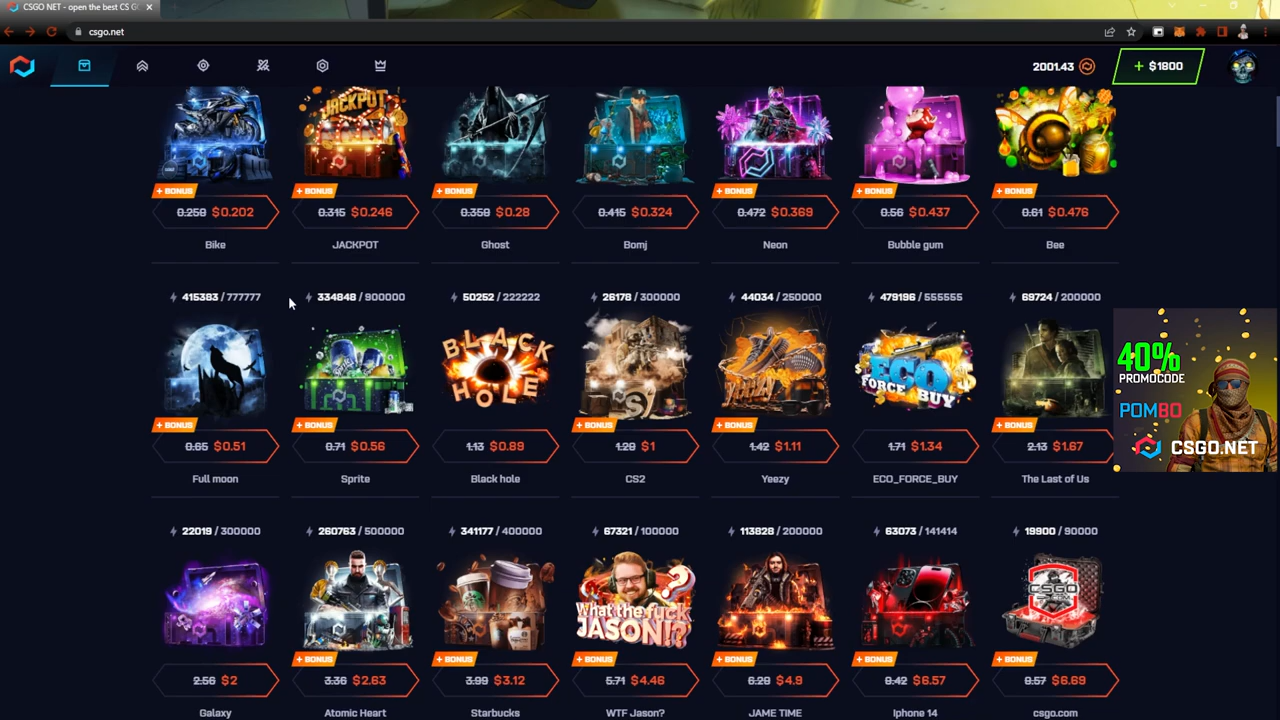 CSGO NET - open the best CS G
csgo.net
2001.43
+ $1800
JACKPOT
+ BONUS
+ BONUS
+ BONUS
+ BONUS
+ BONUS
+ BONUS
0.258 $0.202
0.315 $0.246
0.358 $0.28
0.415 $0.324
0.472 $0.369
0.56 $0.437
0.61 $0.476
Bike
JACKPOT
Ghost
Bomj
Neon
Bubble gum
Bee
415383 / 777777
334848 / 900000
50252 / 222222
26178 / 300000
44034 / 250000
479196 / 555555
69724 / 200000
Sprite
BLACK
HOLE
S
YEEZY
ECO
FORCE BUY
40%
PROMOCODE
POM80
CSGO.NET
+ BONUS
+ BONUS
+ BONUS
+ BONUS
+ BONUS
0.65 $0.51
0.71 $0.56
1.13 $0.89
1.28 $1
1.42 $1.11
1.71 $1.34
2.13 $1.67
Full moon
Sprite
Black hole
CS2
Yeezy
ECO_FORCE_BUY
The Last of Us
22019 / 300000
260763 / 500000
341177 / 400000
67321 / 100000
113828 / 200000
63073 / 141414
19900 / 90000
What the fuck
JASON!?
CSGO
+ BONUS
+ BONUS
+ BONUS
+ BONUS
+ BONUS
2.56 $2
3.36 $2.63
3.99 $3.12
5.71 $4.46
6.28 $4.9
8.42 $6.57
8.57 $6.69
Galaxy
Atomic Heart
Starbucks
WTF Jason?
JAME TIME
Iphone 14
csgo.com